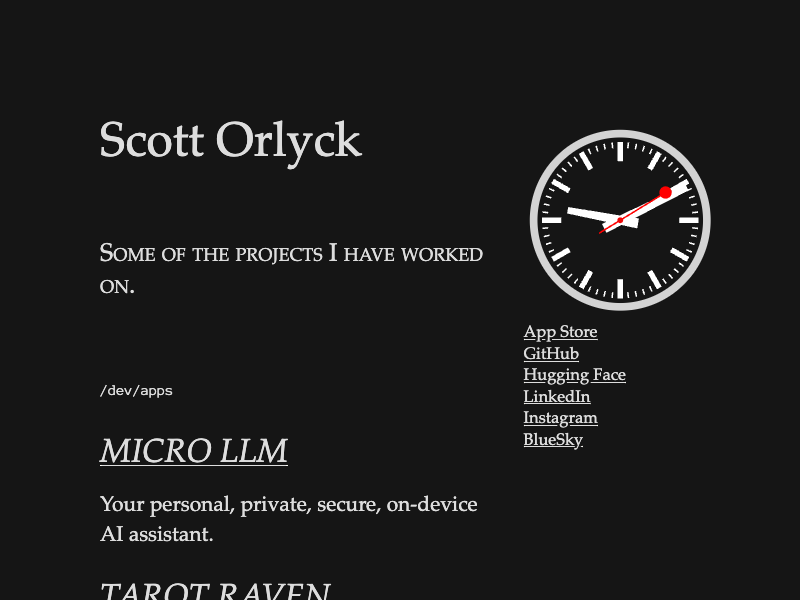 Scott Orlyck
Some of the projects I have worked
on.
App Store
GitHub
Hugging Face
LinkedIn
Instagram
BlueSky
/dev/apps
MICRO LLM
Your personal, private, secure, on-device
AI assistant.
TAROT RAVEN